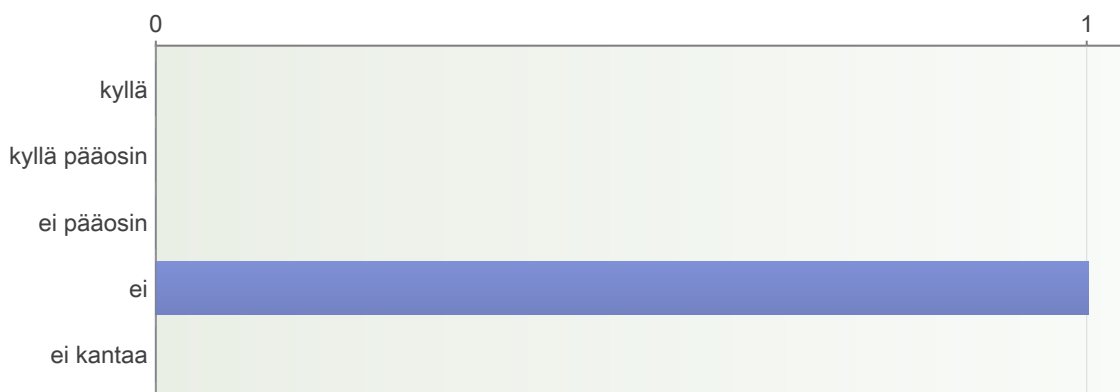 0 1
kyllä
kyllä pääosin
ei pääosin
ei
ei kantaa